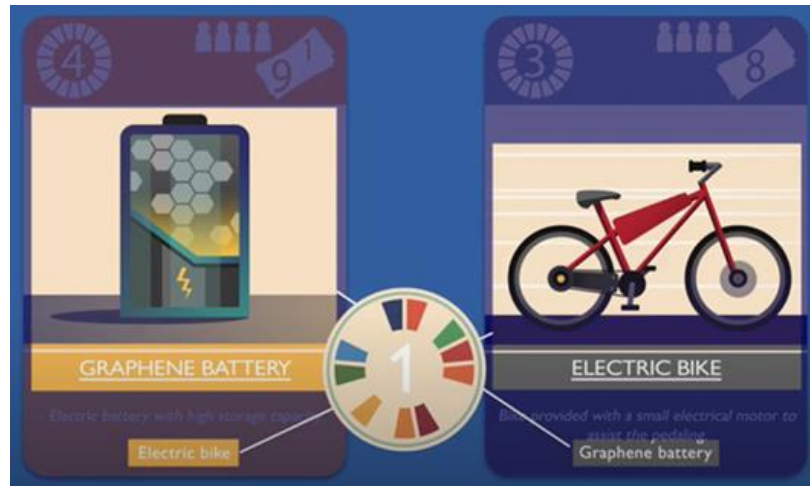 4
9 1
GRAPHENE BATTERY
Electric battery with high storage
Electric bike
1
3
8
ELECTRIC BIKE
Bike provided with a small electrical motor to
assist the pedaling
Graphene battery